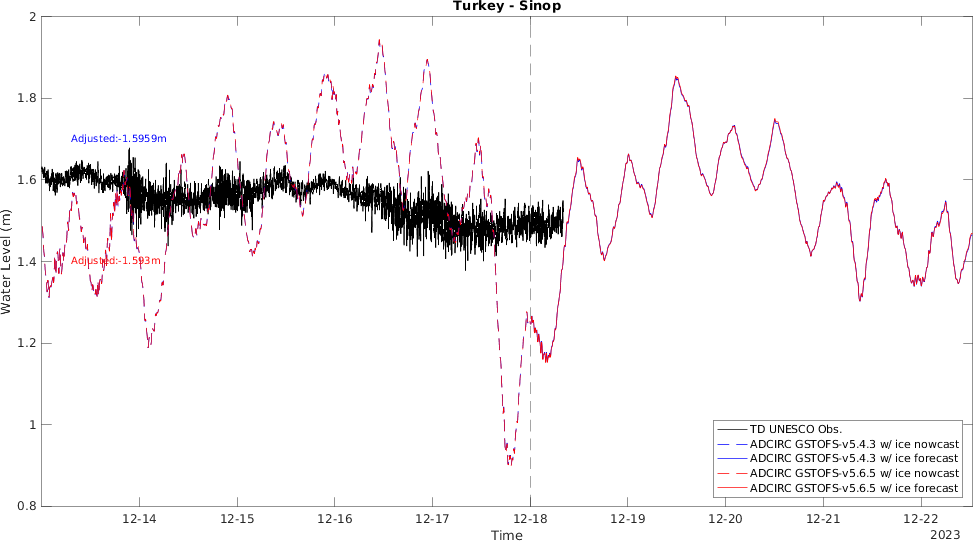 Turkey - Sinop
2
1.8
1.6
1.4
1.2
1
0.8
Water Level (m)
Adjusted:-1.5959m
Adjusted:-1.593m
TD UNESCO Obs.
ADCIRC GSTOFS-v5.4.3 w/ ice nowcast
ADCIRC GSTOFS-v5.4.3 w/ ice forecast
ADCIRC GSTOFS-v5.6.5 w/ ice nowcast
ADCIRC GSTOFS-v5.6.5 w/ ice forecast
12-14 12-15 12-16 12-17 12-18 12-19 12-20 12-21 12-22
Time
2023